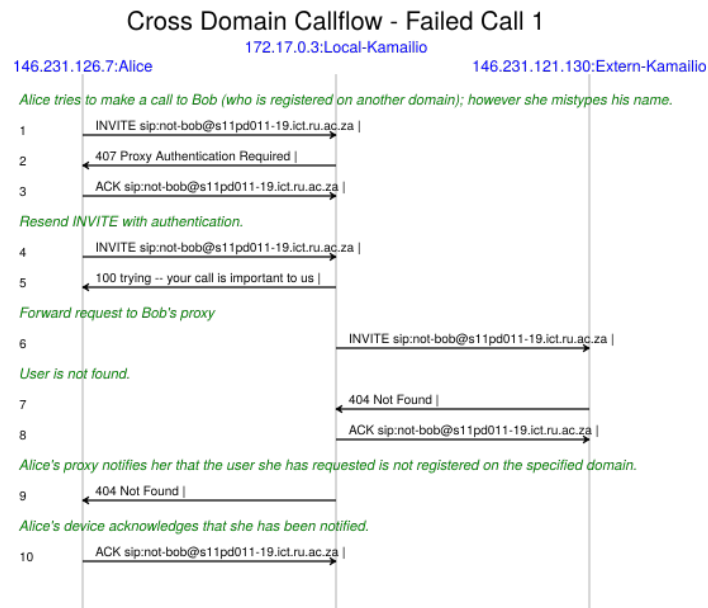 Cross Domain Callflow - Failed Call 1
172.17.0.3:Local-Kamailio
146.231.126.7:Alice
146.231.121.130:Extern-Kamailio
Alice tries to make a call to Bob (who is registered on another domain); however she mistypes his name.
1 INVITE sip:not-bob@s11pd011-19.ict.ru.ac.za |
2 407 Proxy Authentication Required |
3 ACK sip:not-bob@s11pd011-19.ict.ru.ac.za |
Resend INVITE with authentication.
4 INVITE sip:not-bob@s11pd011-19.ict.ru.ac.za |
5 100 trying -- your call is important to us |
Forward request to Bob's proxy
6 INVITE sip:not-bob@s11pd011-19.ict.ru.ac.za |
User is not found.
7 404 Not Found |
8 ACK sip:not-bob@s11pd011-19.ict.ru.ac.za |
Alice's proxy notifies her that the user she has requested is not registered on the specified domain.
9 404 Not Found |
Alice's device acknowledges that she has been notified.
10 ACK sip:not-bob@s11pd011-19.ict.ru.ac.za |